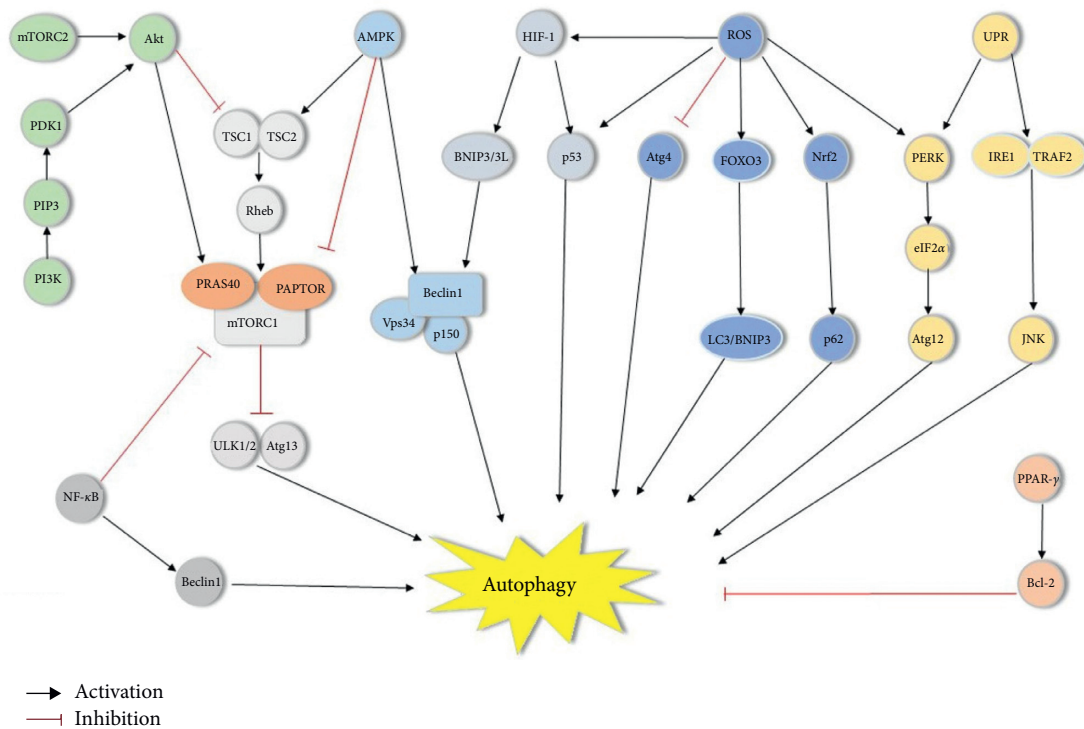 mTORC2
Akt
AMPK
HIF-1
ROS
UPR
PDK1
TSC1
TSC2
BNIP3/3L
p53
Atg4
FOXO3
Nrf2
PERK
IRE1
TRAF2
PIP3
Rheb
eIF2α
PI3K
PRAS40
PAPTOR
mTORC1
Beclin1
Vps34
p150
LC3/BNIP3
p62
Atg12
JNK
ULK1/2
Atg13
NF-κB
PPAR-γ
Beclin1
Autophagy
Bcl-2
Activation
Inhibition